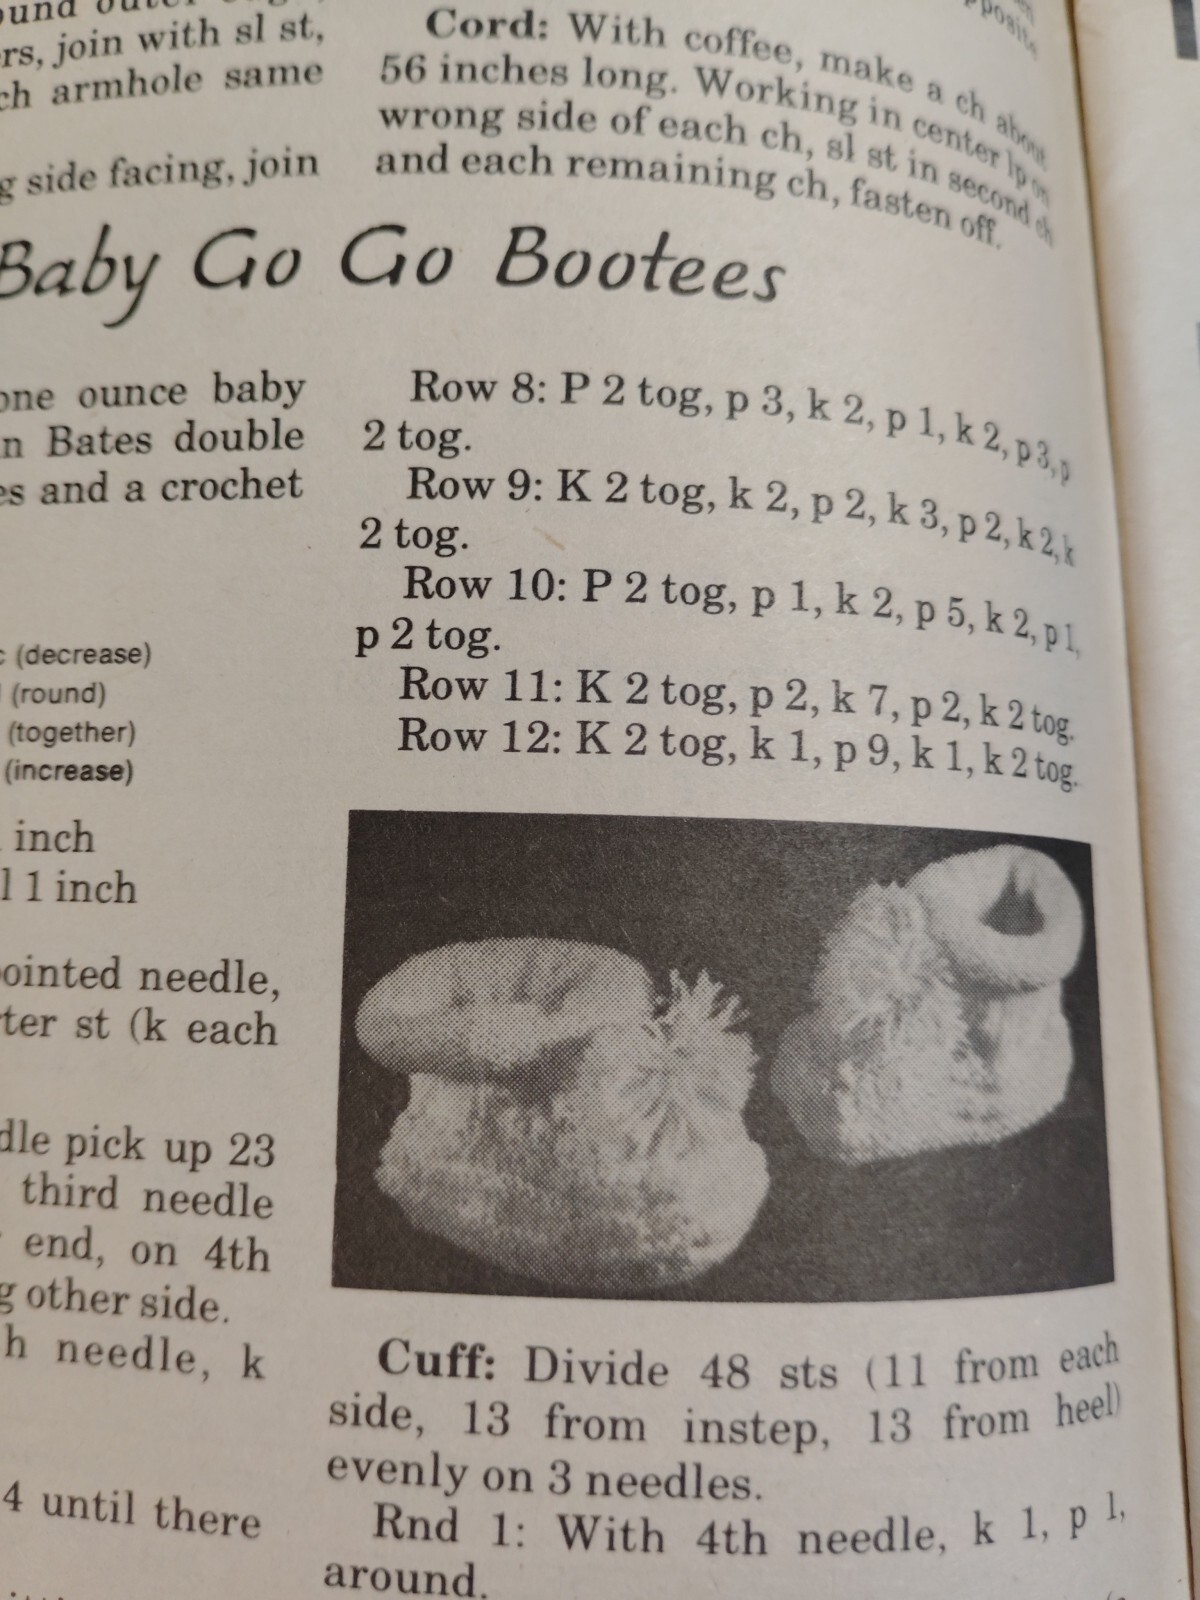 ound outer
rs, join with sl st,
ch armhole same
g side facing, join
Cord: With coffee, make a ch about
56 inches long. Working in center lp on
wrong side of each ch, sl st in second ch
and each remaining ch, fasten off.
Baby Go Go Bootees
one ounce baby
n Bates double
es and a crochet
(decrease)
(round)
(together)
(increase)
inch
l 1 inch
ointed needle,
ter st (k each
dle pick up 23
third needle
end, on 4th
g other side.
h needle, k
4 until there
Row 8: P 2 tog, p 3, k 2, p 1, k 2, p 3, p
2 tog.
Row 9: K 2 tog, k 2, p 2, k 3, p 2, k 2, k
2 tog.
Row 10: P 2 tog, p 1, k 2, p 5, k 2, p 1,
p 2 tog.
Row 11: K 2 tog, p 2, k 7, p 2, k 2 tog.
Row 12: K 2 tog, k 1, p 9, k 1, k 2 tog.
Cuff: Divide 48 sts (11 from each
side, 13 from instep, 13 from heel)
evenly on 3 needles.
Rnd 1: With 4th needle, k 1, p 1,
around.